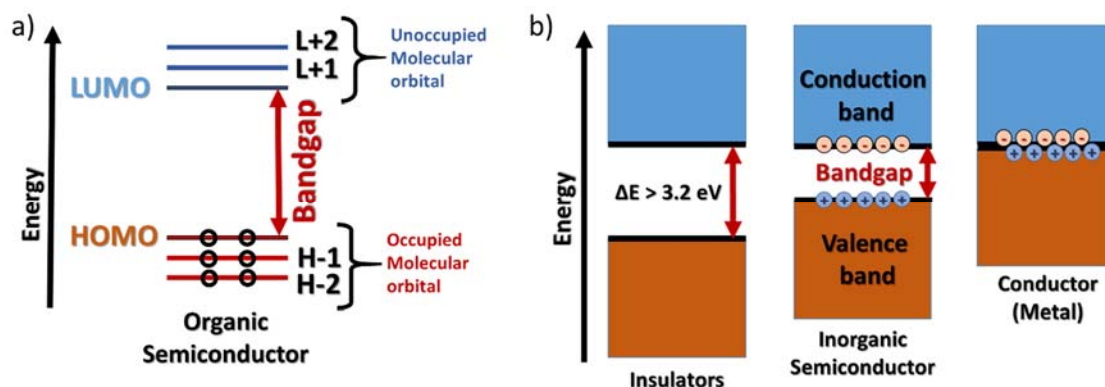 a)
Energy
LUMO
HOMO
L+2
L+1
Unoccupied
Molecular
orbital
Bandgap
H-1
H-2
Occupied
Molecular
orbital
Organic
Semiconductor
b)
Energy
ΔE > 3.2 eV
Insulators
Conduction
band
- - - - -
Bandgap
+ + + + +
Valence
band
Inorganic
Semiconductor
- - - - -
+ + + + +
Conductor
(Metal)